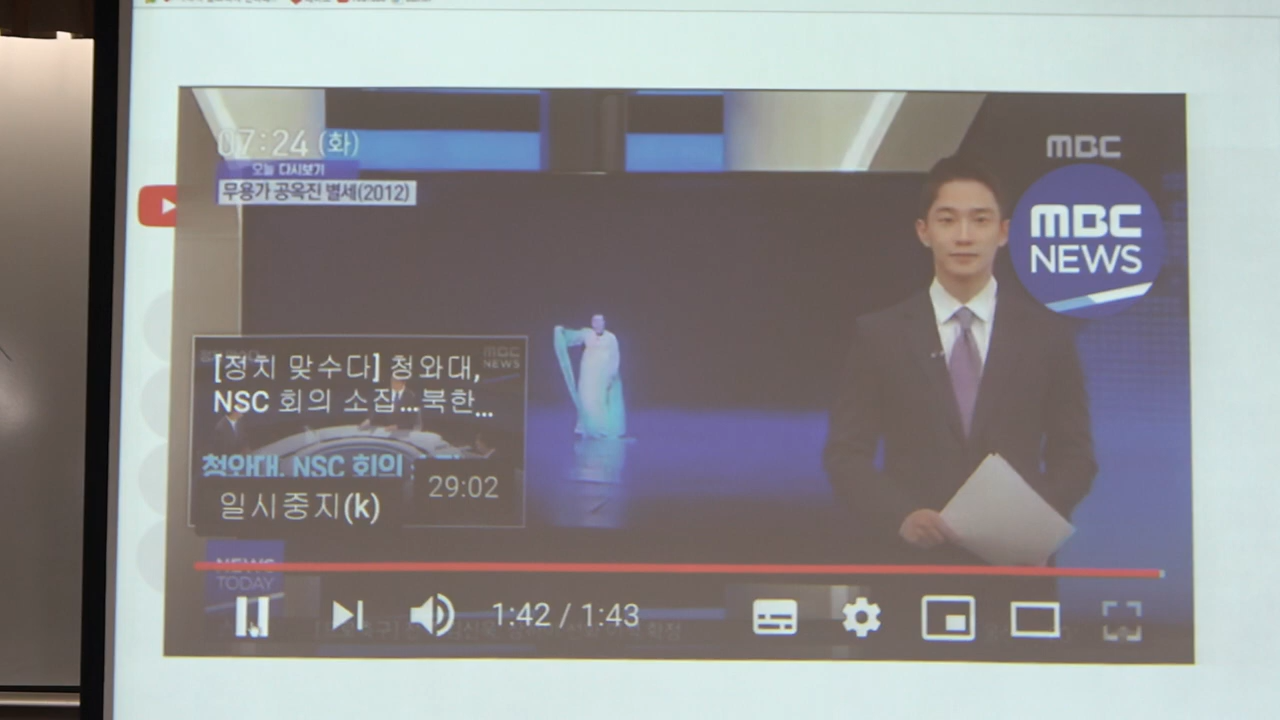 07:24 (화)
오늘 다시보기
무용가 공옥진 별세(2012)
MBC
MBC
NEWS
[정치 맞수다] 청와대,
NSC 회의 소집...북한...
MBC
NEWS
청와대, NSC 회의
29:02
일시중지(k)
NEWS
TODAY
1:42 / 1:43